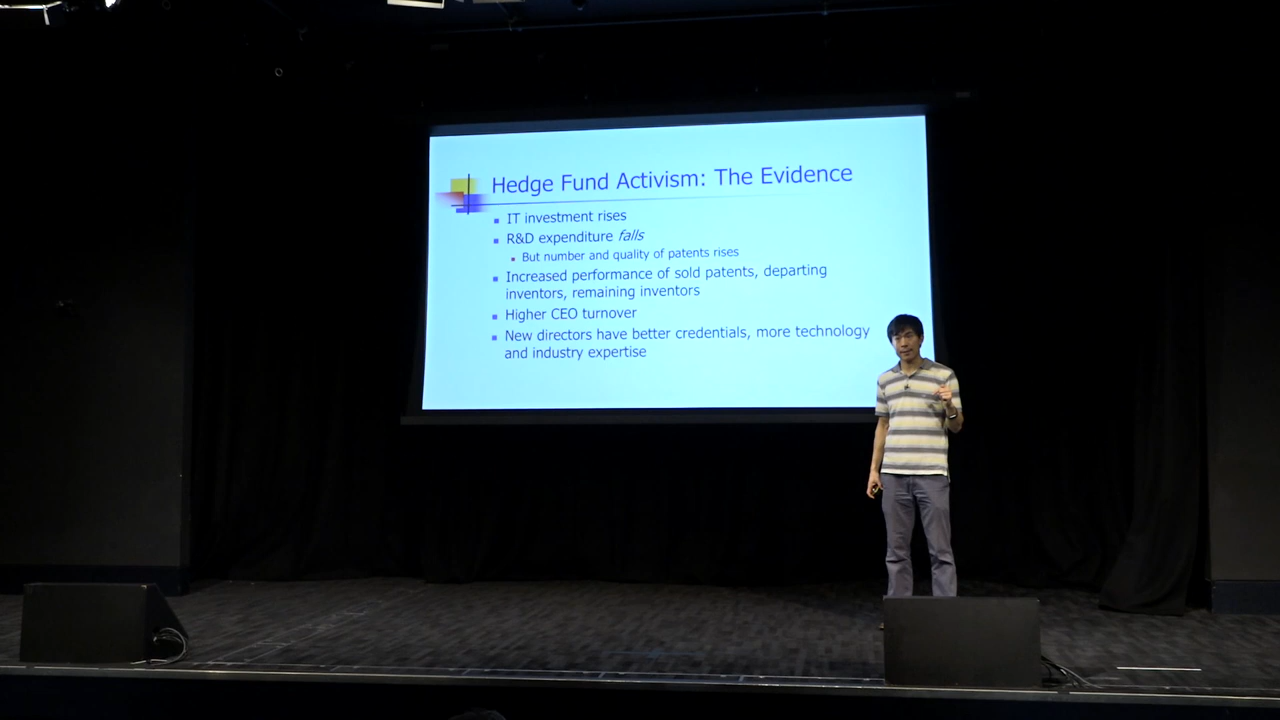 Hedge Fund Activism: The Evidence
IT investment rises
R&D expenditure falls
But number and quality of patents rises
Increased performance of sold patents, departing
inventors, remaining inventors
Higher CEO turnover
New directors have better credentials, more technology
and industry expertise